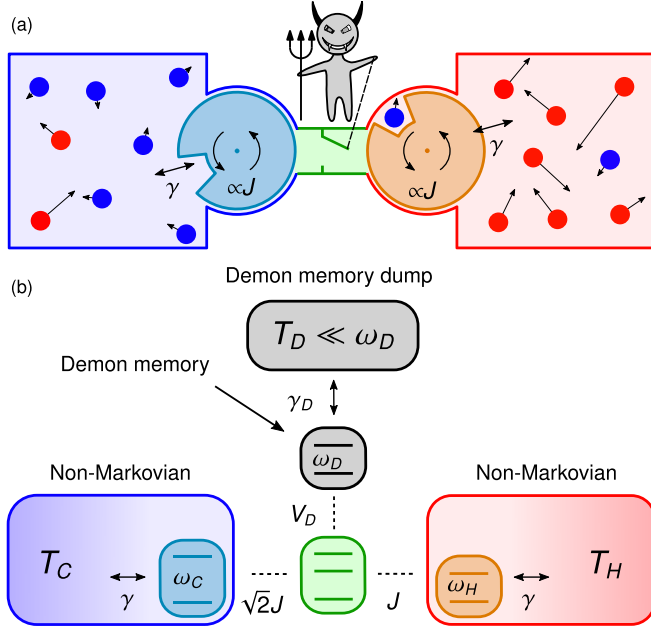 (a)
γ
∝J
∝J
γ
(b)
Demon memory dump
T_D ≪ ω_D
Demon memory
γ_D
ω_D
Non-Markovian
Non-Markovian
V_D
T_C
γ
ω_C
√2J
J
ω_H
γ
T_H